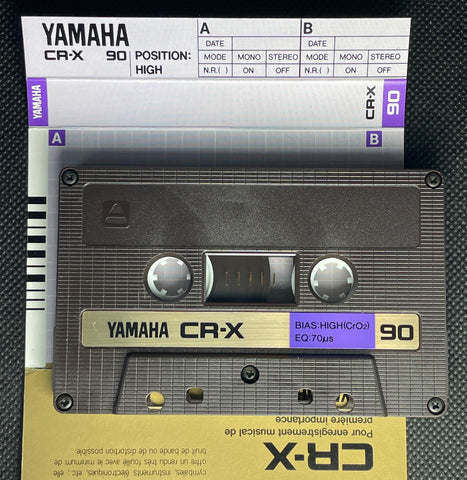 YAMAHA
CR-X 90
POSITION:
HIGH
A B
DATE DATE
MODE MONO STEREO MODE MONO STEREO
N.R.( ) ON OFF N.R.( ) ON OFF
YAMAHA CR-X 90
A B
A
YAMAHA CR-X BIAS:HIGH(CrO2) 90
EQ:70μs
CR-X
Pour enregistrement musical de
première importance
cymbales, instruments électroniques, etc.; elle
offre un rendu très fouillé avec le minimum de
bruit de bande ou de distortion possible.